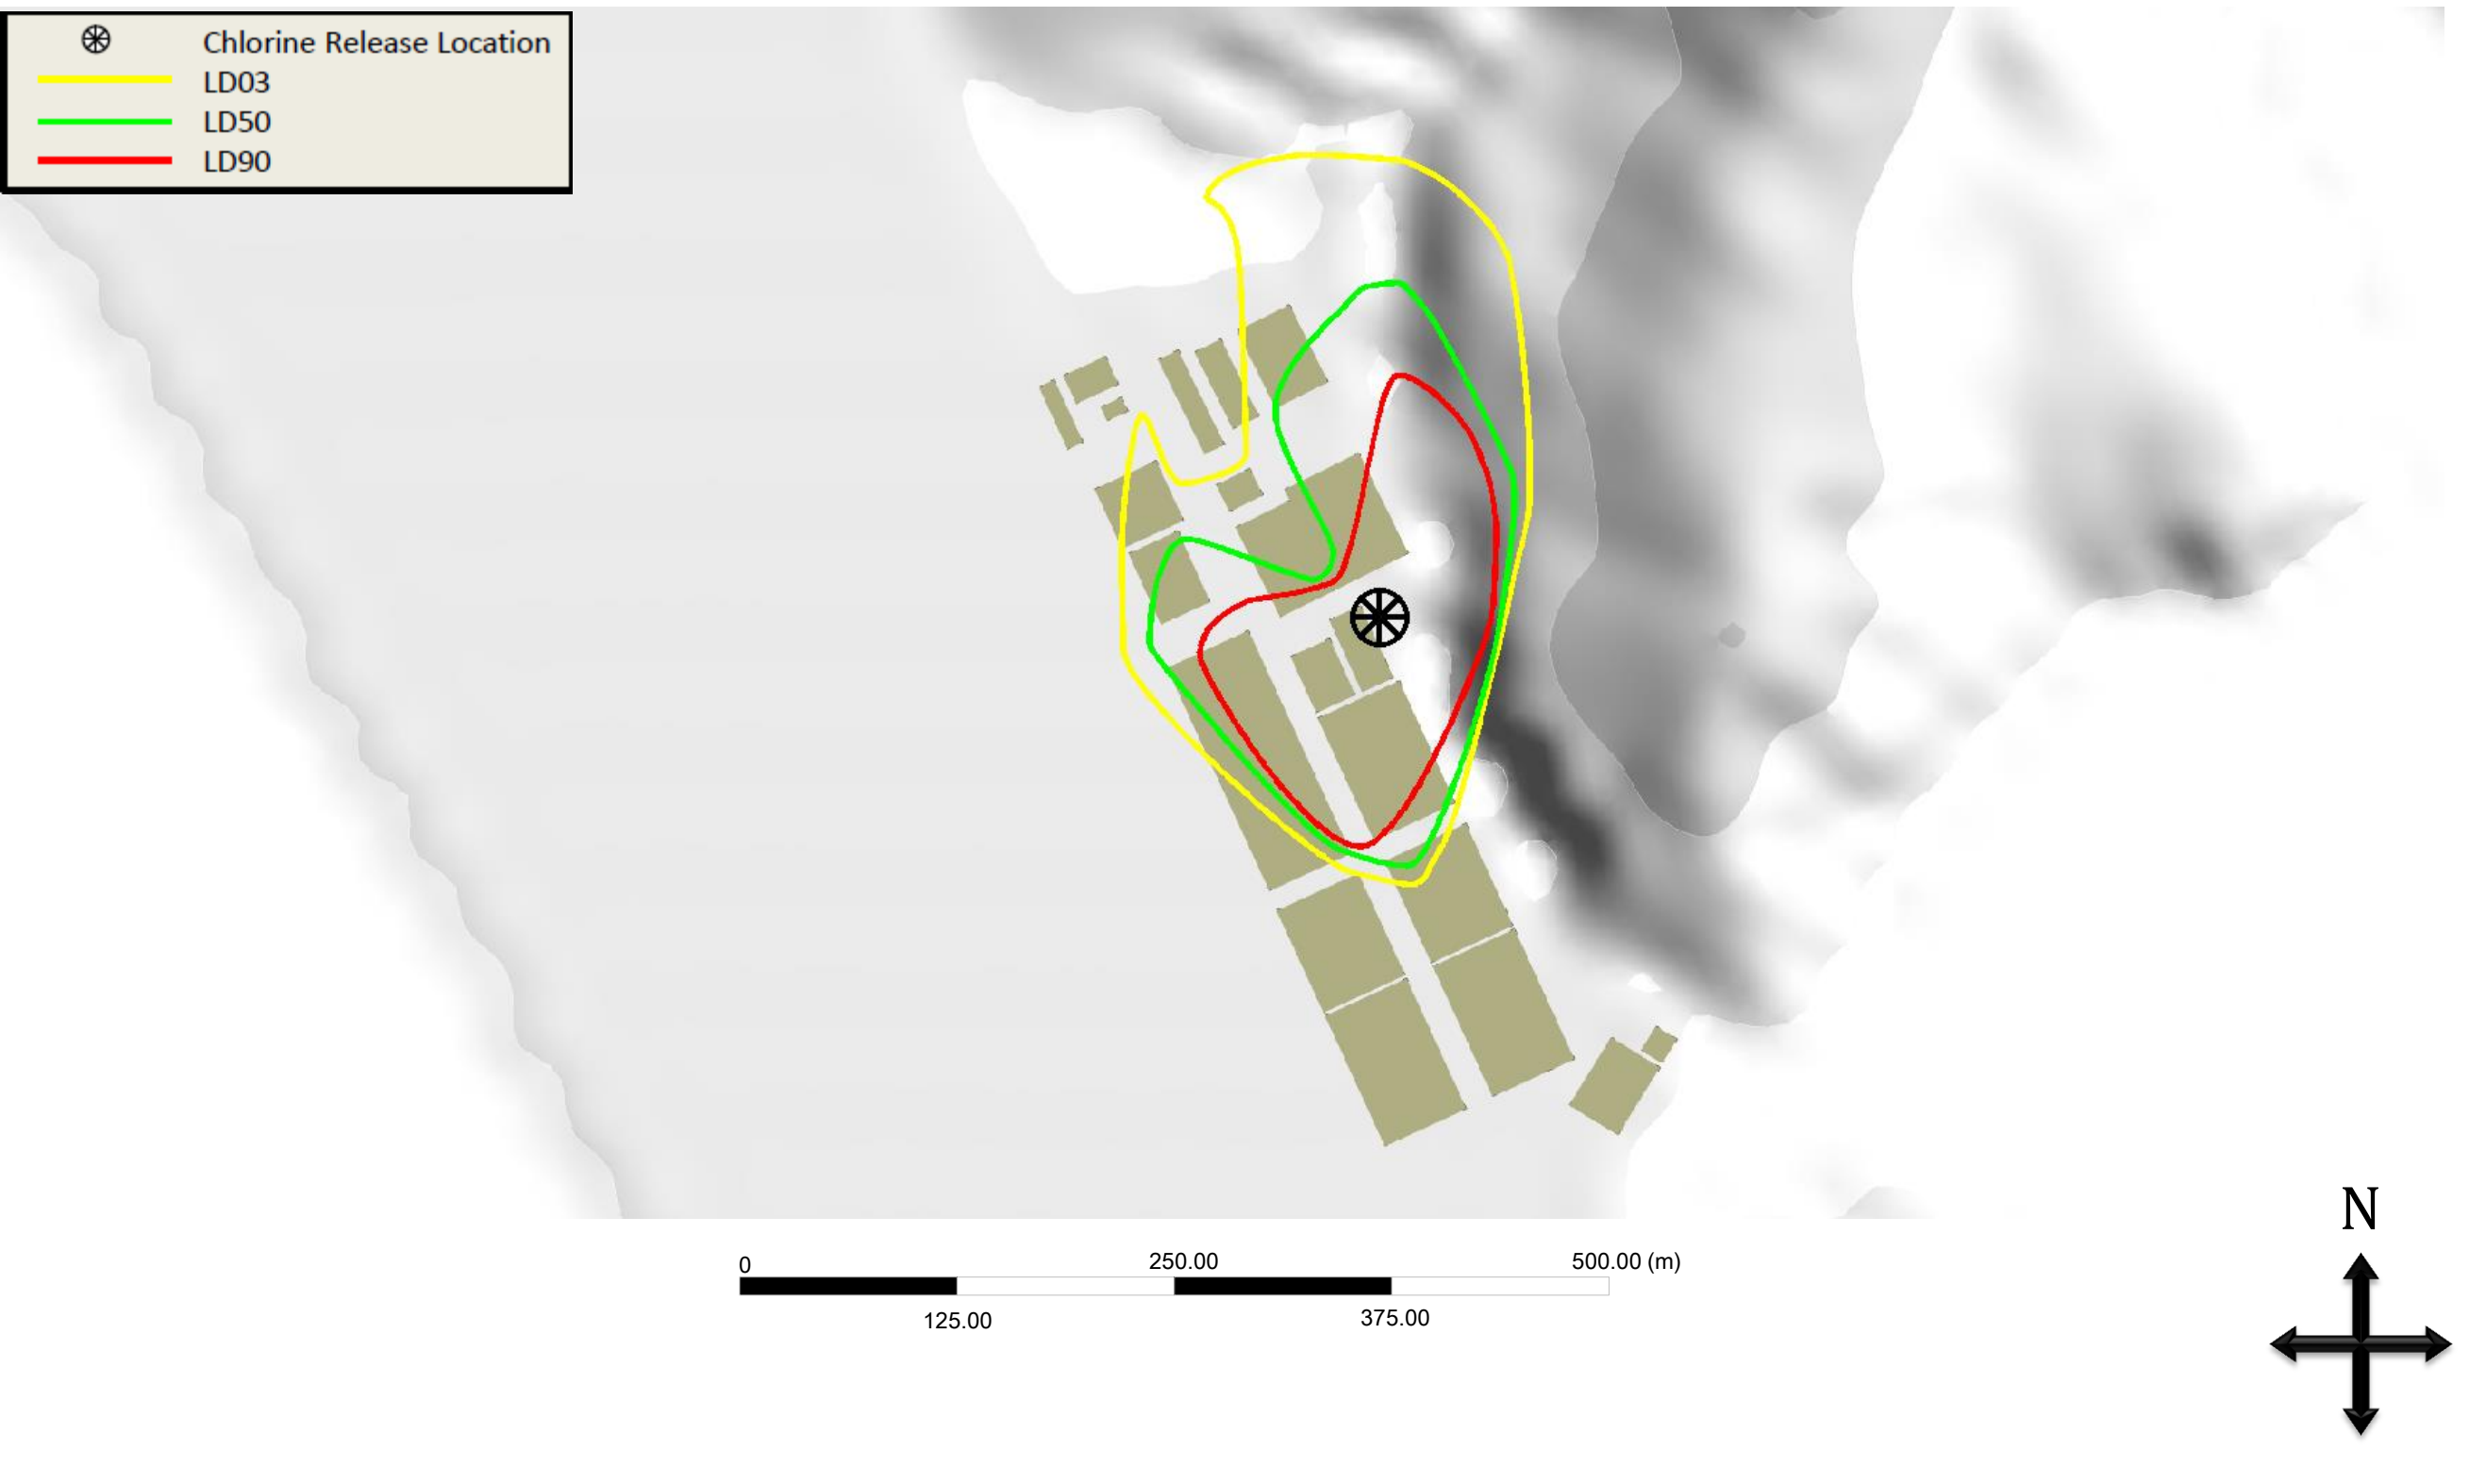 Chlorine Release Location
LD03
LD50
LD90
N
0 250.00 500.00 (m)
125.00 375.00